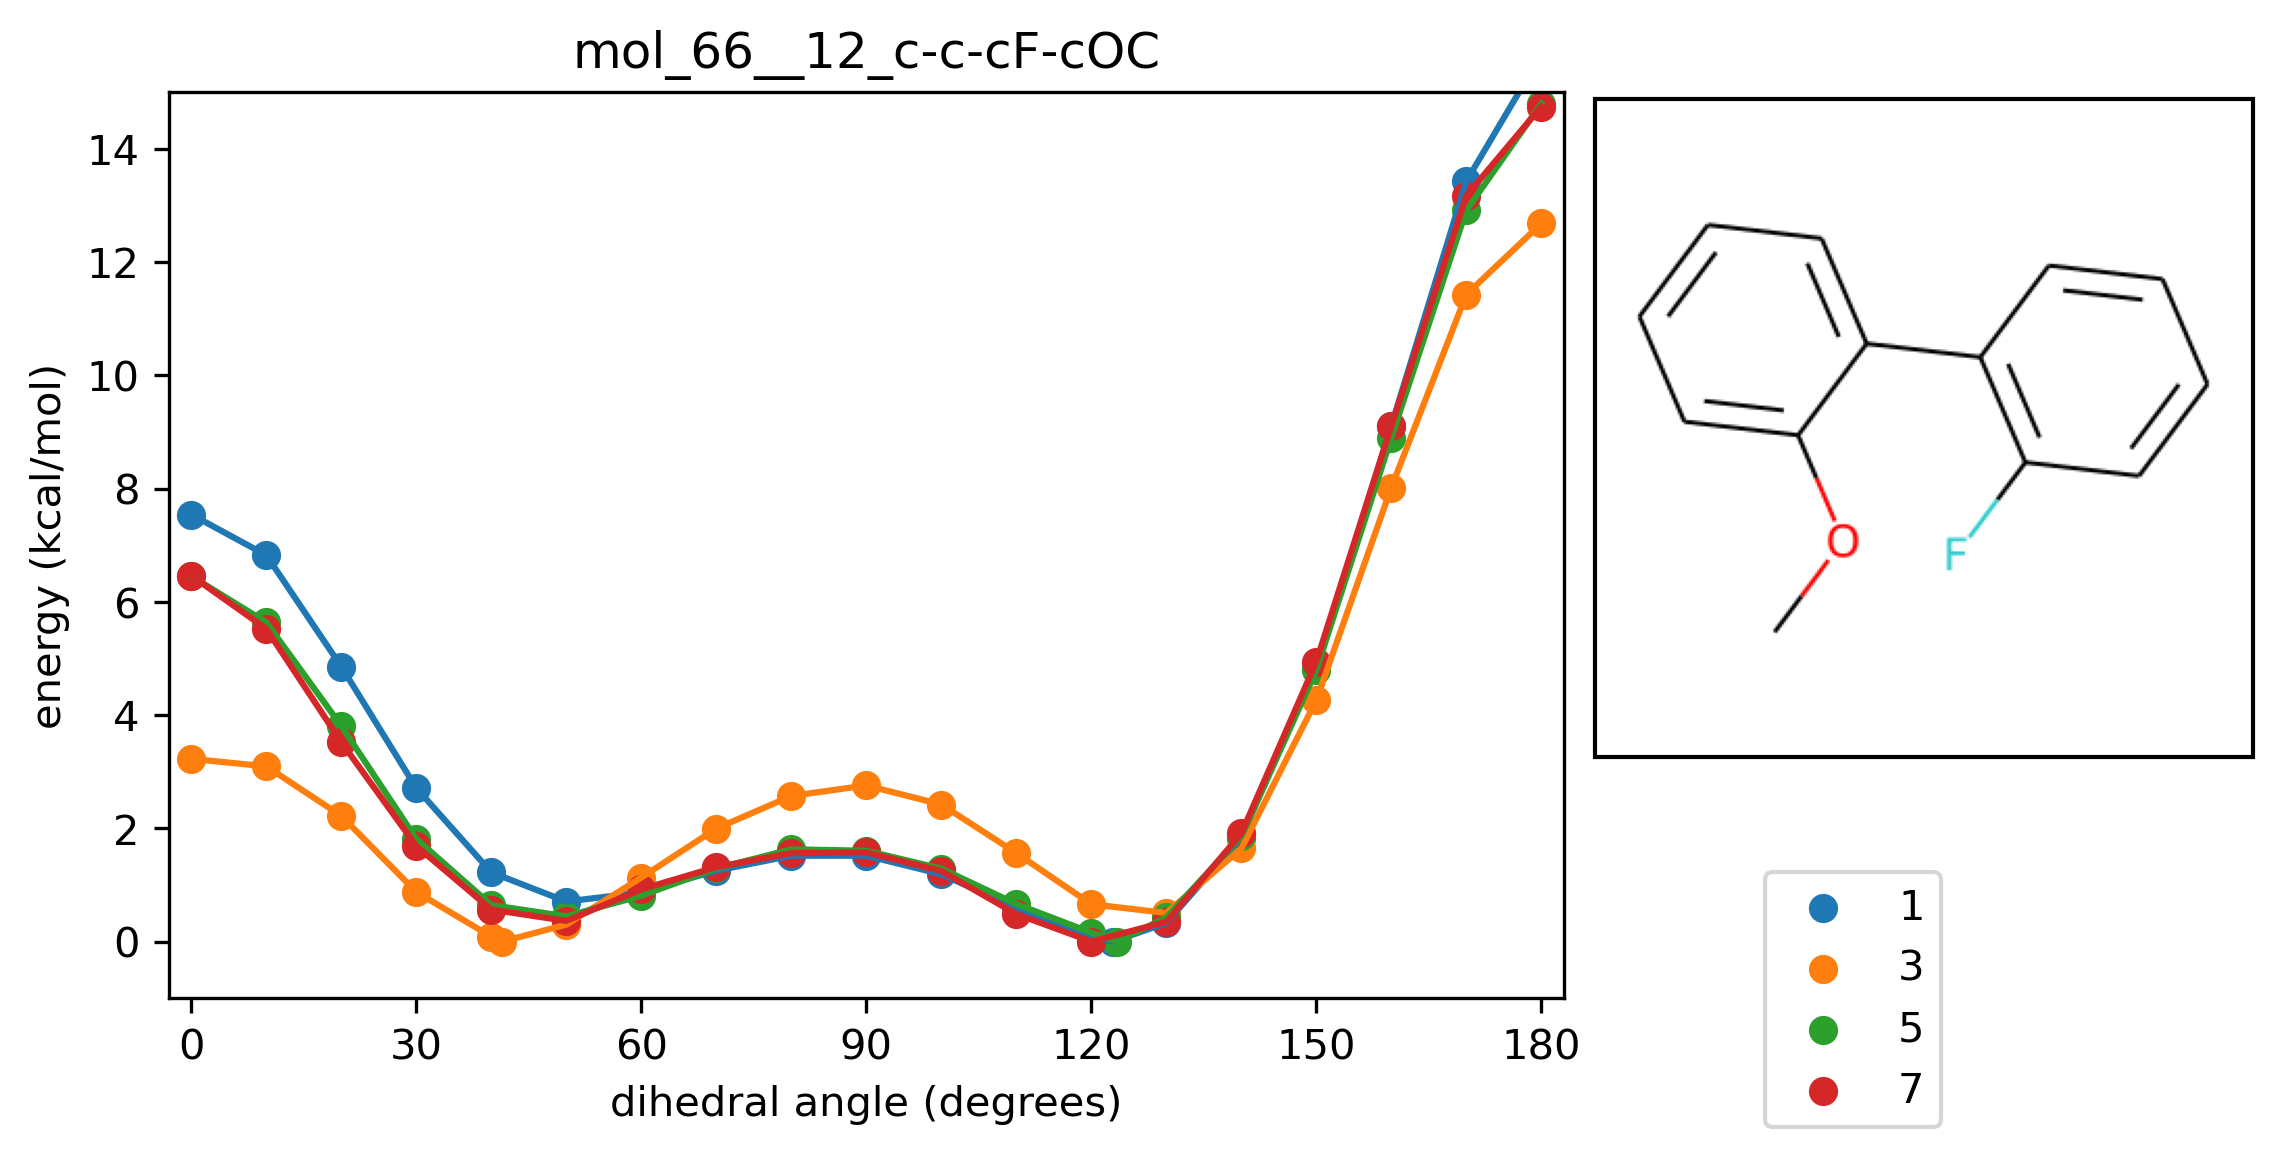 mol_66__12_c-c-cF-cOC
energy (kcal/mol)
14
12
10
8
6
4
2
0
0 30 60 90 120 150 180
dihedral angle (degrees)
O
F
1
3
5
7